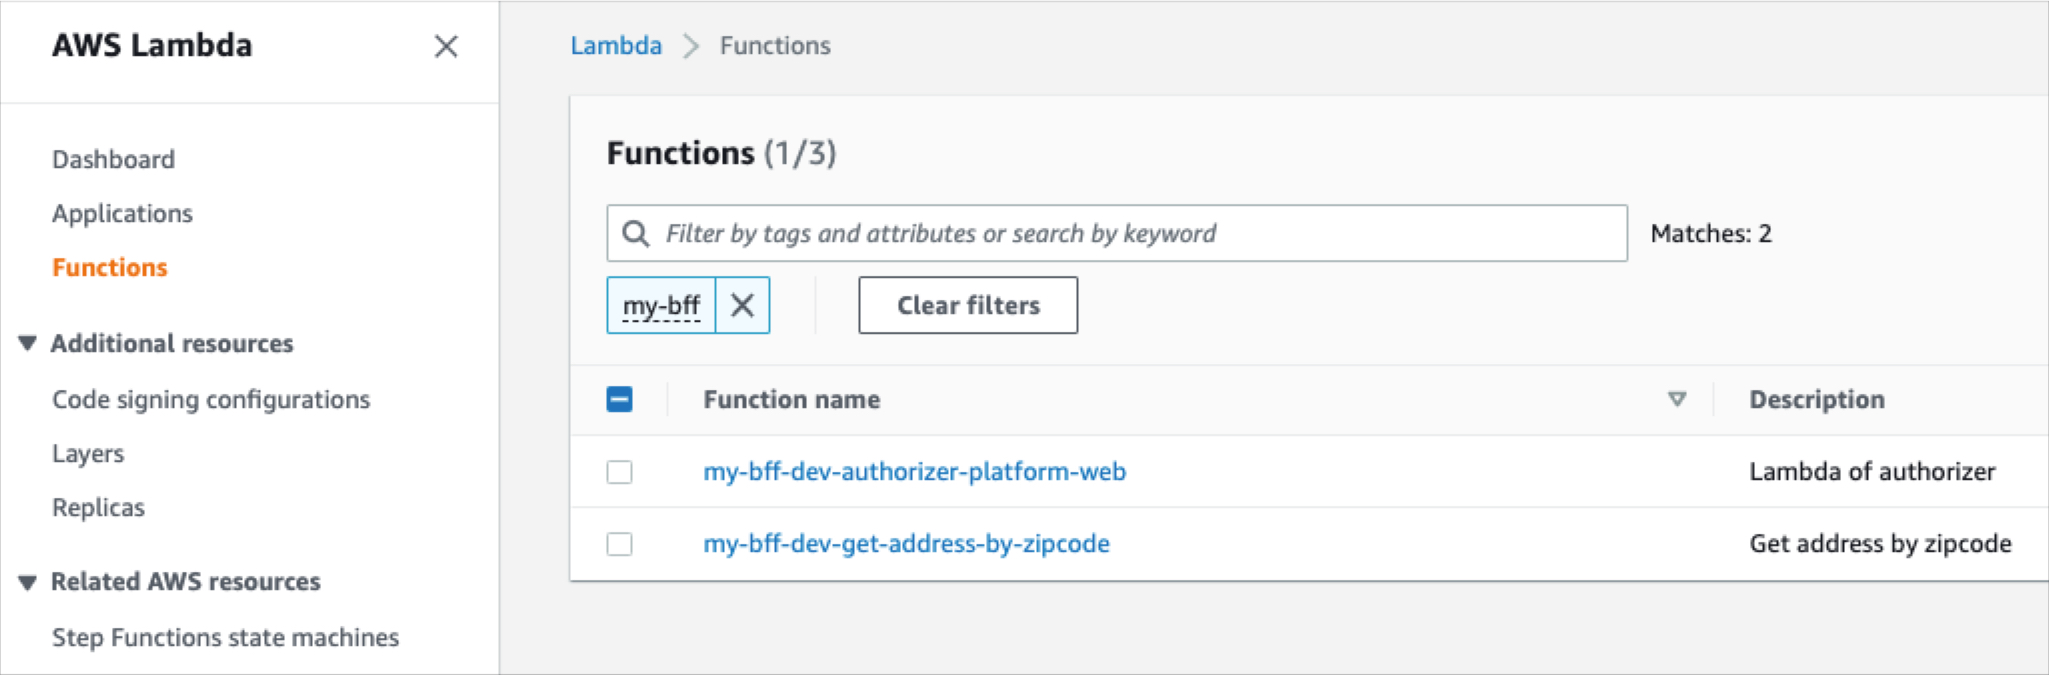 AWS Lambda
Dashboard
Applications
Functions
Additional resources
Code signing configurations
Layers
Replicas
Related AWS resources
Step Functions state machines
Lambda > Functions
Functions (1/3)
Filter by tags and attributes or search by keyword
Matches: 2
my-bff
Clear filters
Function name
Description
my-bff-dev-authorizer-platform-web
Lambda of authorizer
my-bff-dev-get-address-by-zipcode
Get address by zipcode